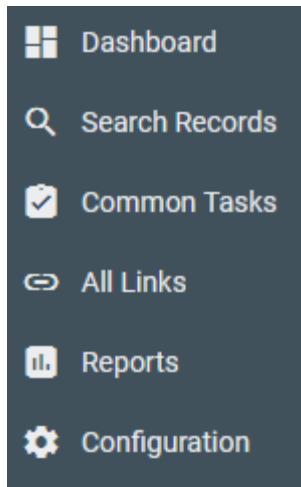 Dashboard
Search Records
Common Tasks
All Links
Reports
Configuration